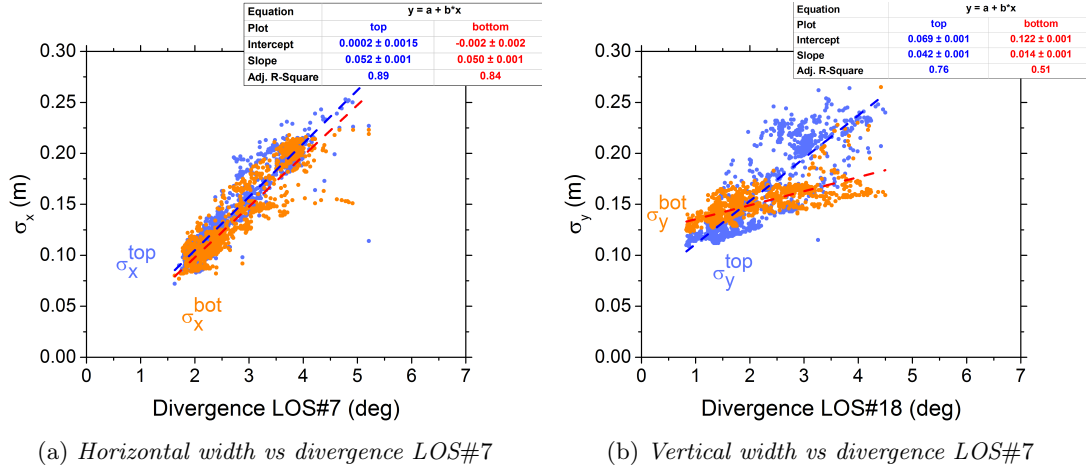 Equation y = a + b*x
Plot top bottom
Intercept 0.0002 ± 0.0015 -0.002 ± 0.002
Slope 0.052 ± 0.001 0.050 ± 0.001
Adj. R-Square 0.89 0.84
0.30
0.25
0.20
0.15
0.10
0.05
0.00
σx (m)
σx^top
σx^bot
0 1 2 3 4 5 6 7
Divergence LOS#7 (deg)
(a) Horizontal width vs divergence LOS#7
Equation y = a + b*x
Plot top bottom
Intercept 0.069 ± 0.001 0.122 ± 0.001
Slope 0.042 ± 0.001 0.014 ± 0.001
Adj. R-Square 0.76 0.51
0.30
0.25
0.20
0.15
0.10
0.05
0.00
σy (m)
σy^bot
σy^top
0 1 2 3 4 5 6 7
Divergence LOS#18 (deg)
(b) Vertical width vs divergence LOS#7